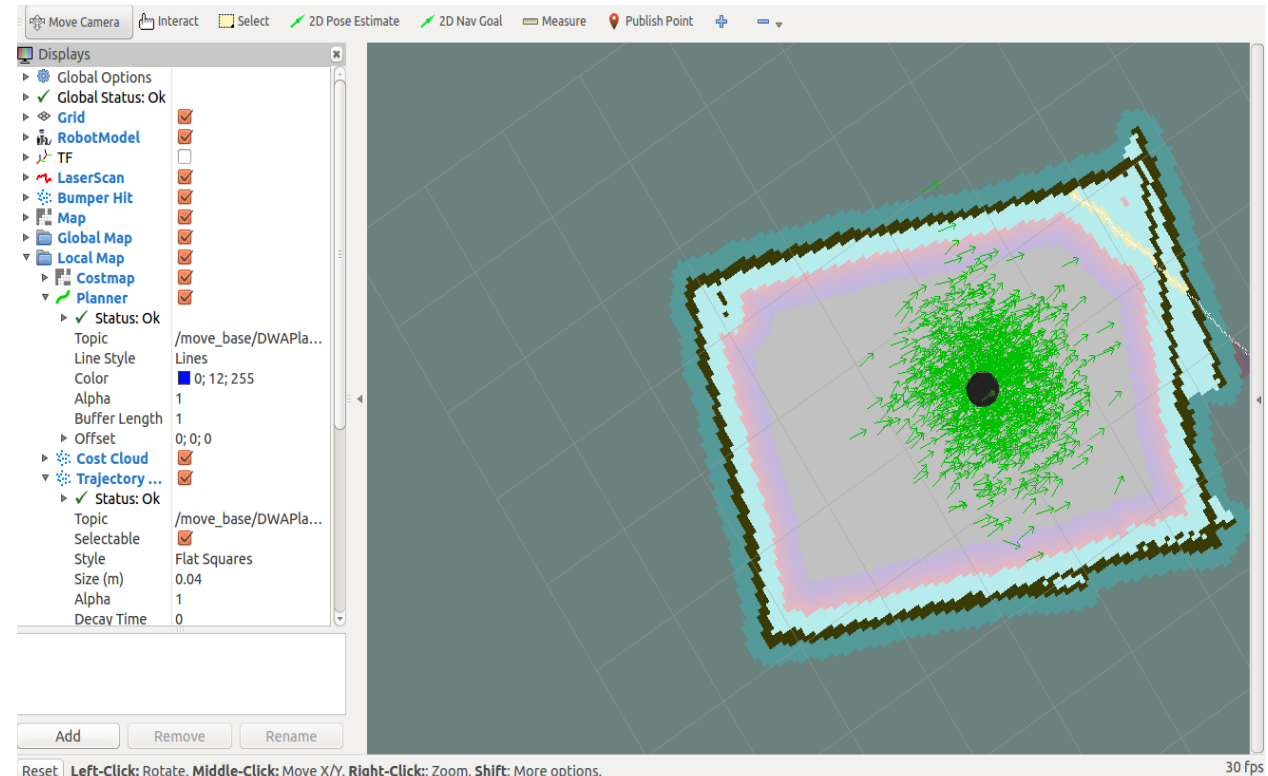 Move Camera Interact Select 2D Pose Estimate 2D Nav Goal Measure Publish Point
Displays
Global Options
Global Status: Ok
Grid
RobotModel
TF
LaserScan
Bumper Hit
Map
Global Map
Local Map
Costmap
Planner
Status: Ok
Topic /move_base/DWAPla...
Line Style Lines
Color 0; 12; 255
Alpha 1
Buffer Length 1
Offset 0; 0; 0
Cost Cloud
Trajectory ...
Status: Ok
Topic /move_base/DWAPla...
Selectable
Style Flat Squares
Size (m) 0.04
Alpha 1
Decay Time 0
Add Remove Rename
Reset Left-Click: Rotate. Middle-Click: Move X/Y. Right-Click:: Zoom. Shift: More options. 30 fps